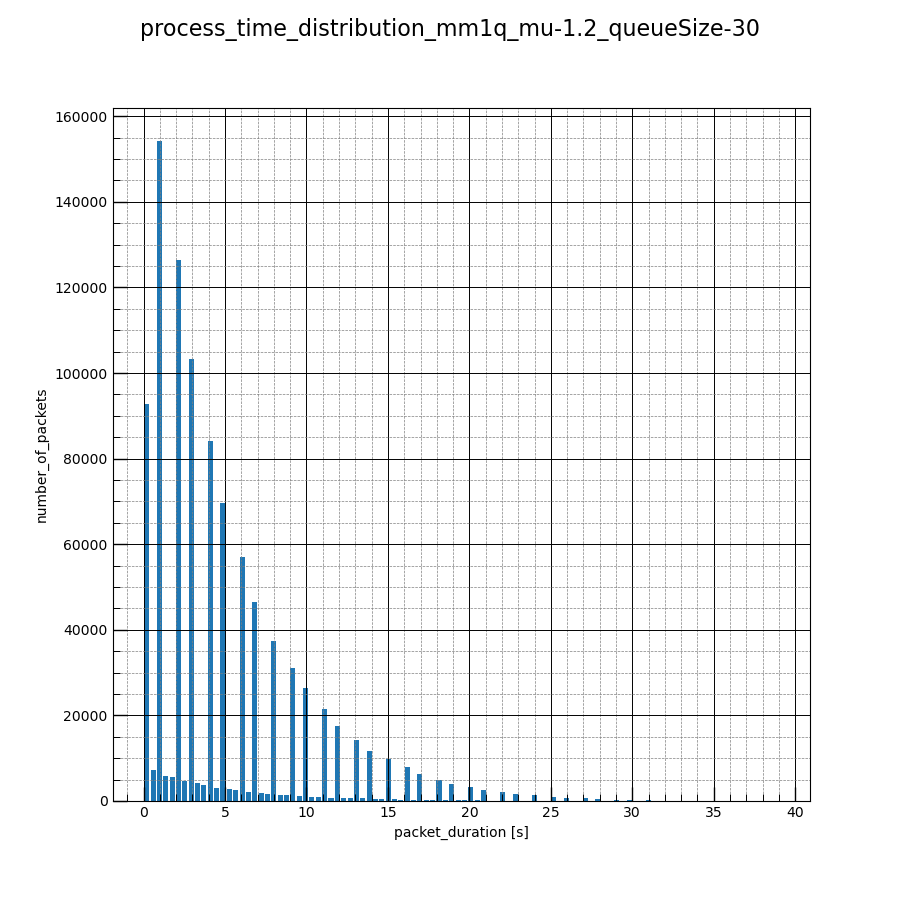 process_time_distribution_mm1q_mu-1.2_queueSize-30
160000
140000
120000
100000
80000
60000
40000
20000
0
number_of_packets
0 5 10 15 20 25 30 35 40
packet_duration [s]